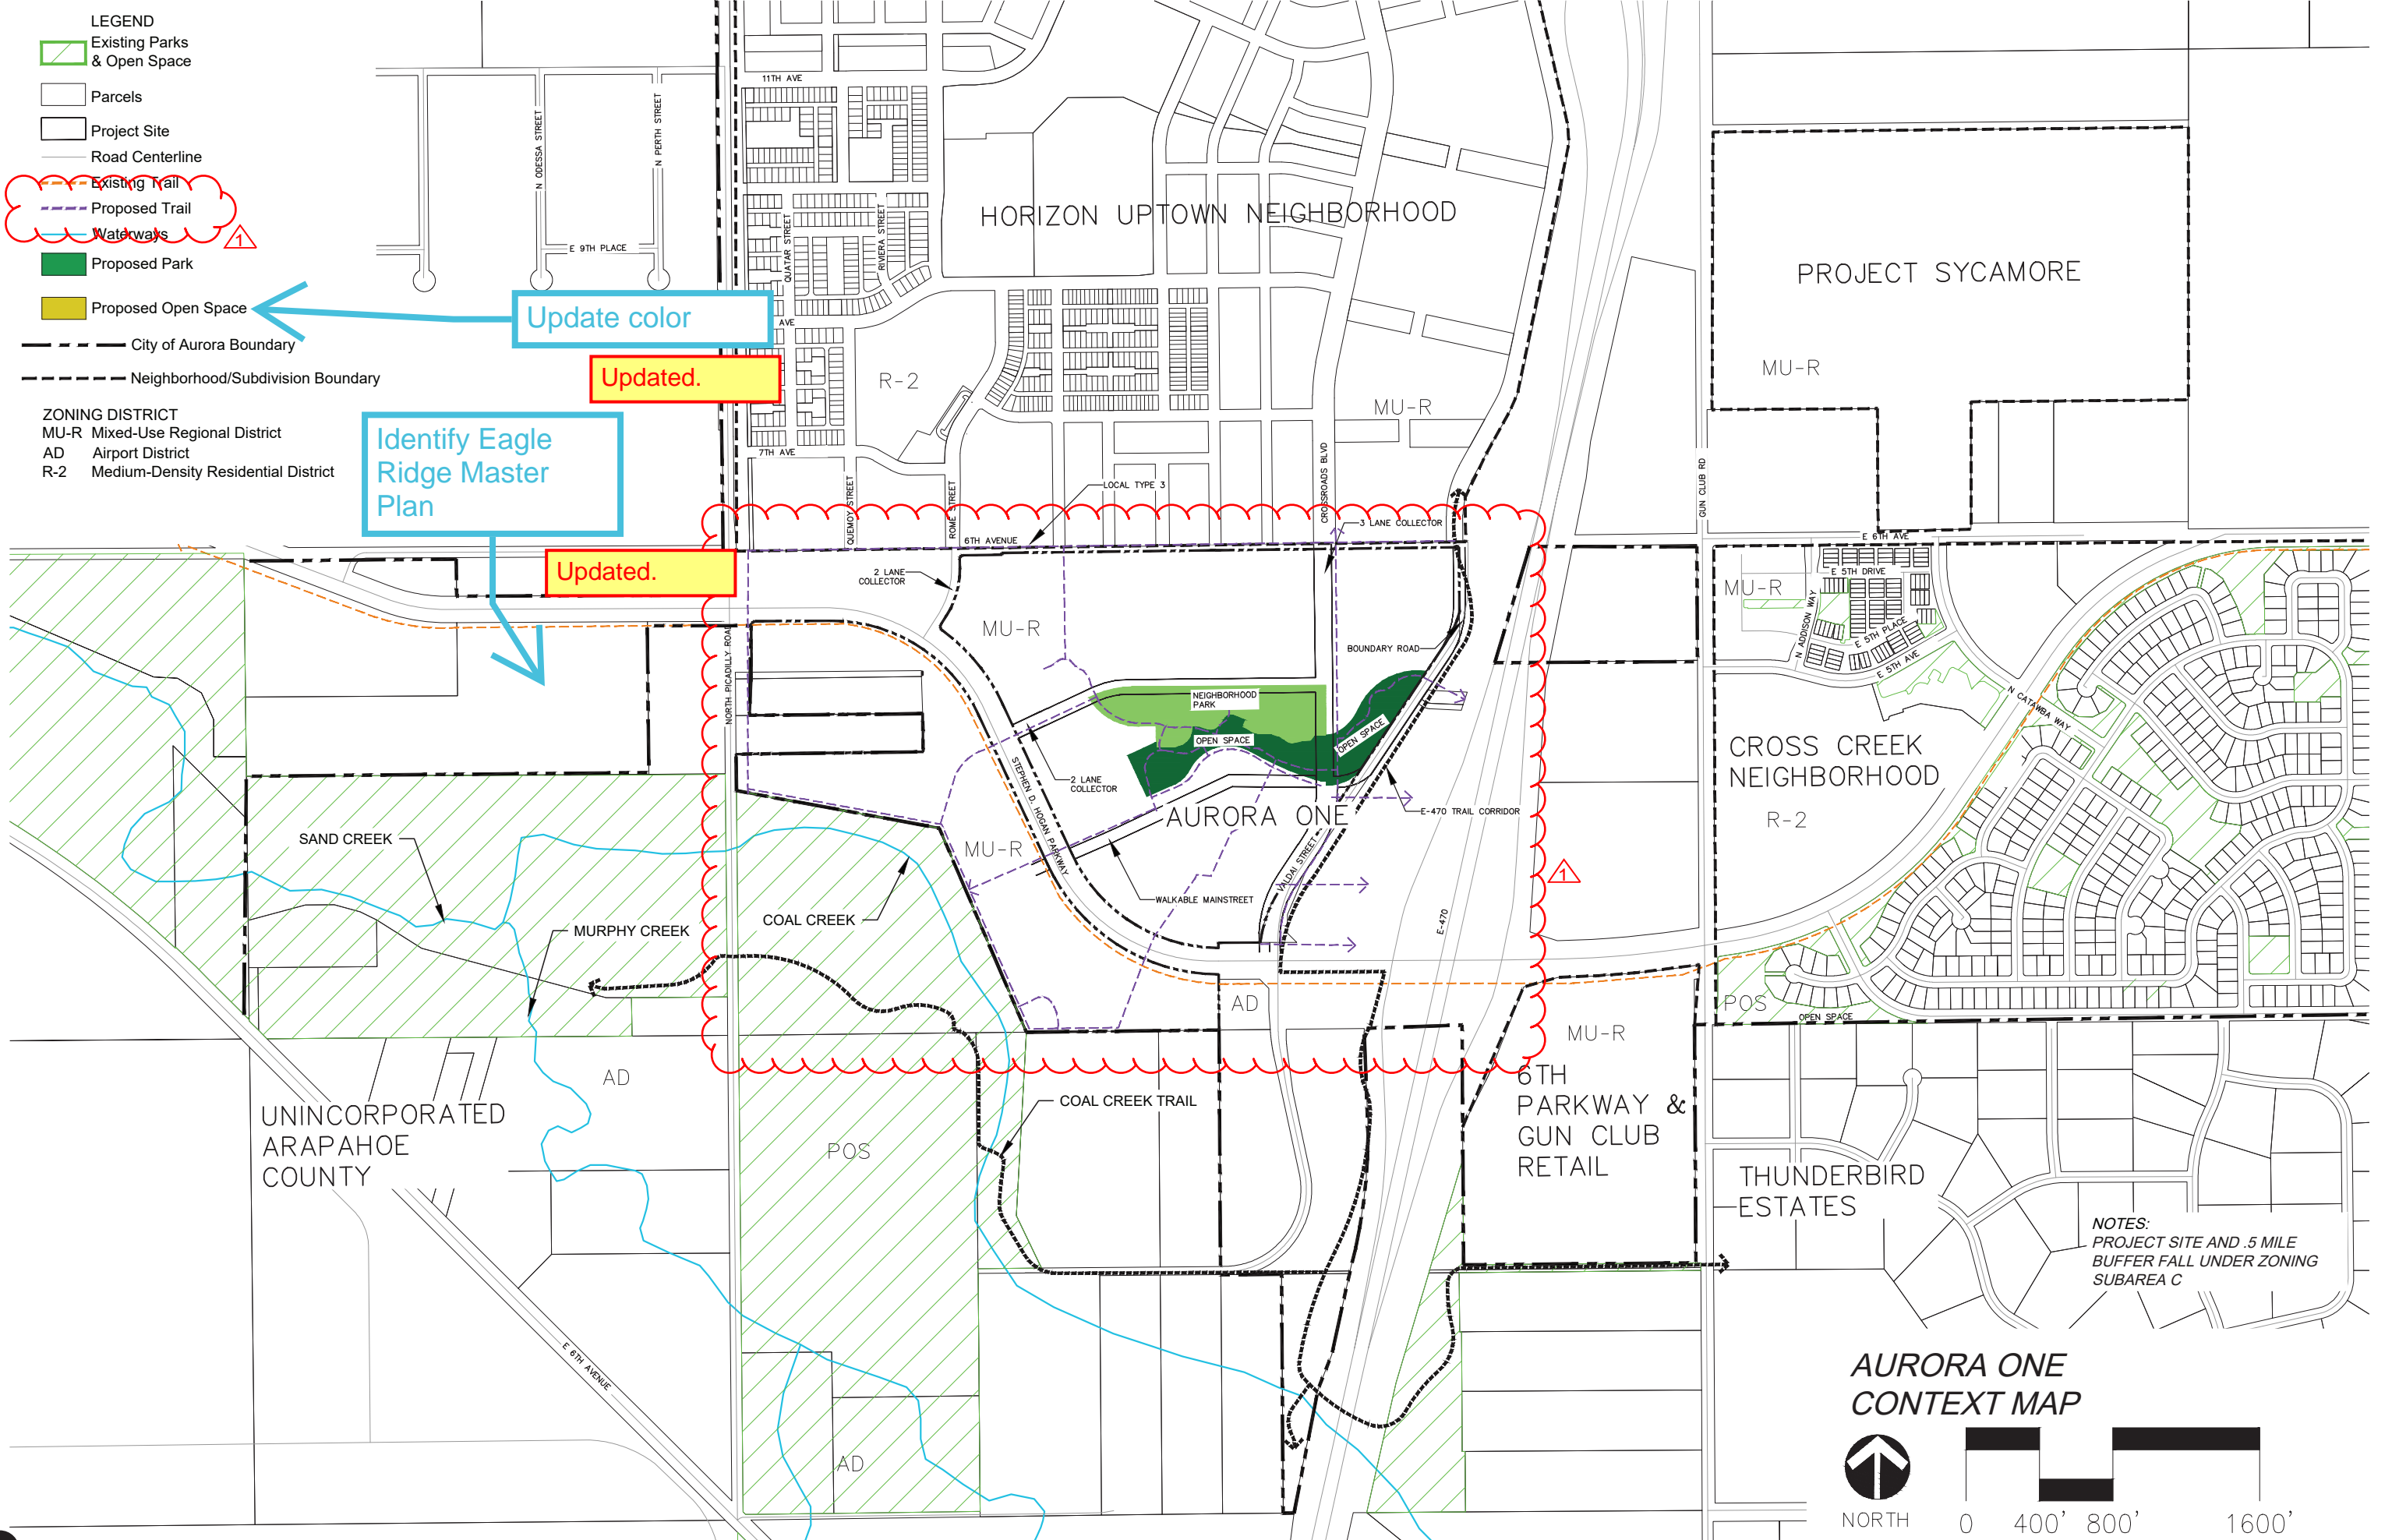 LEGEND
Existing Parks
& Open Space
Parcels
Project Site
Road Centerline
Existing Trail
Proposed Trail
Waterways
1
Proposed Park
Proposed Open Space
City of Aurora Boundary
Neighborhood/Subdivision Boundary
ZONING DISTRICT
MU-R Mixed-Use Regional District
AD Airport District
R-2 Medium-Density Residential District
Update color
Updated.
Identify Eagle
Ridge Master
Plan
Updated.
N ODESSA STREET
N PERTH STREET
E 9TH PLACE
11TH AVE
QUATAR STREET
RIVIERA STREET
AVE
7TH AVE
QUEMOY STREET
ROME STREET
HORIZON UPTOWN NEIGHBORHOOD
R-2
MU-R
CROSSROADS BLVD
LOCAL TYPE 3
3 LANE COLLECTOR
6TH AVENUE
2 LANE
COLLECTOR
MU-R
BOUNDARY ROAD
NORTH PICADILLY ROAD
NEIGHBORHOOD
PARK
OPEN SPACE
OPEN SPACE
2 LANE
COLLECTOR
STEPHEN D. HOGAN PARKWAY
AURORA ONE
E-470 TRAIL CORRIDOR
MU-R
VALDAI STREET
WALKABLE MAINSTREET
1
E-470
PROJECT SYCAMORE
MU-R
GUN CLUB RD
E 6TH AVE
MU-R
E 5TH DRIVE
N ADDISON WAY
E 5TH PLACE
E 5TH AVE
N CATAWBA WAY
CROSS CREEK
NEIGHBORHOOD
R-2
SAND CREEK
MURPHY CREEK
COAL CREEK
AD
POS
OPEN SPACE
MU-R
6TH
PARKWAY &
GUN CLUB
RETAIL
AD
UNINCORPORATED
ARAPAHOE
COUNTY
COAL CREEK TRAIL
POS
THUNDERBIRD
ESTATES
E 6TH AVENUE
AD
NOTES:
PROJECT SITE AND .5 MILE
BUFFER FALL UNDER ZONING
SUBAREA C
AURORA ONE
CONTEXT MAP
NORTH
0 400' 800' 1600'